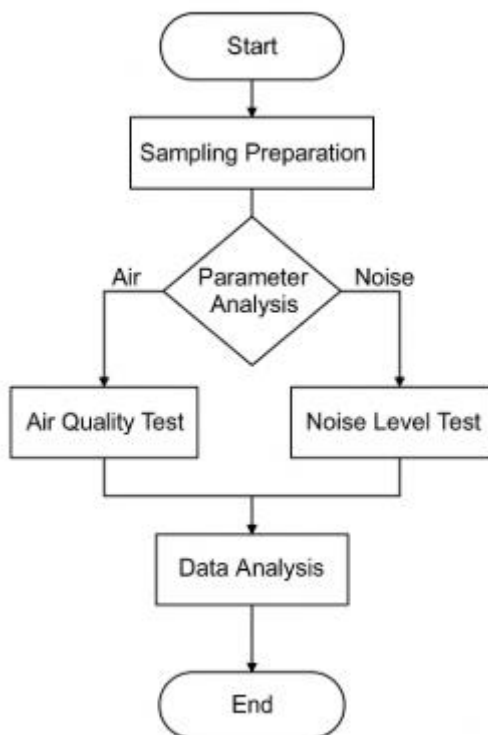 Start
Sampling Preparation
Air
Parameter
Analysis
Noise
Air Quality Test
Noise Level Test
Data Analysis
End